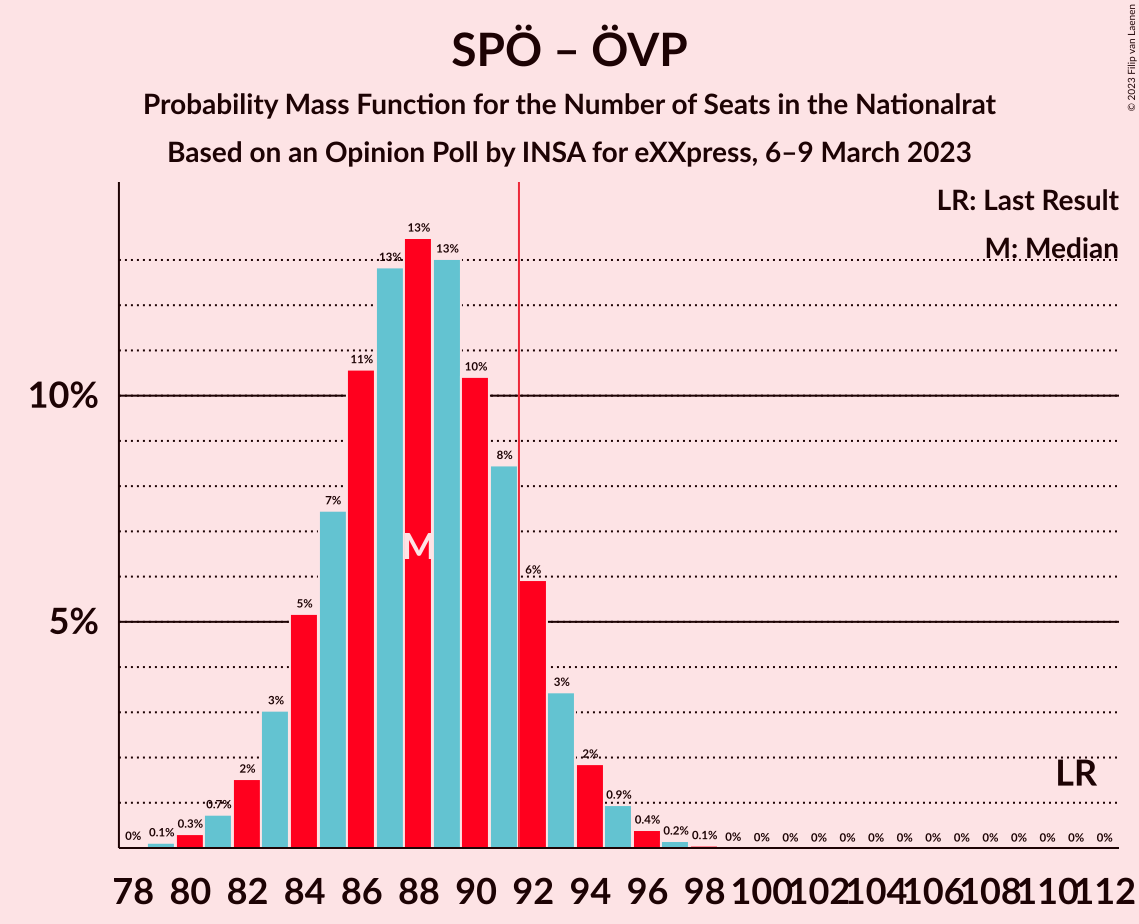 SPÖ – ÖVP
Probability Mass Function for the Number of Seats in the Nationalrat
Based on an Opinion Poll by INSA for eXXpress, 6–9 March 2023
© 2023 Filip van Laenen
LR: Last Result
M: Median
10%
5%
0% 0.1% 0.3% 0.7% 2% 3% 5% 7% 11% 13% 13% 13% 10% 8% 6% 3% 2% 0.9% 0.4% 0.2% 0.1% 0% 0% 0% 0% 0% 0% 0% 0% 0% 0% 0% 0% 0% 0%
M
LR
78 80 82 84 86 88 90 92 94 96 98 100 102 104 106 108 110 112